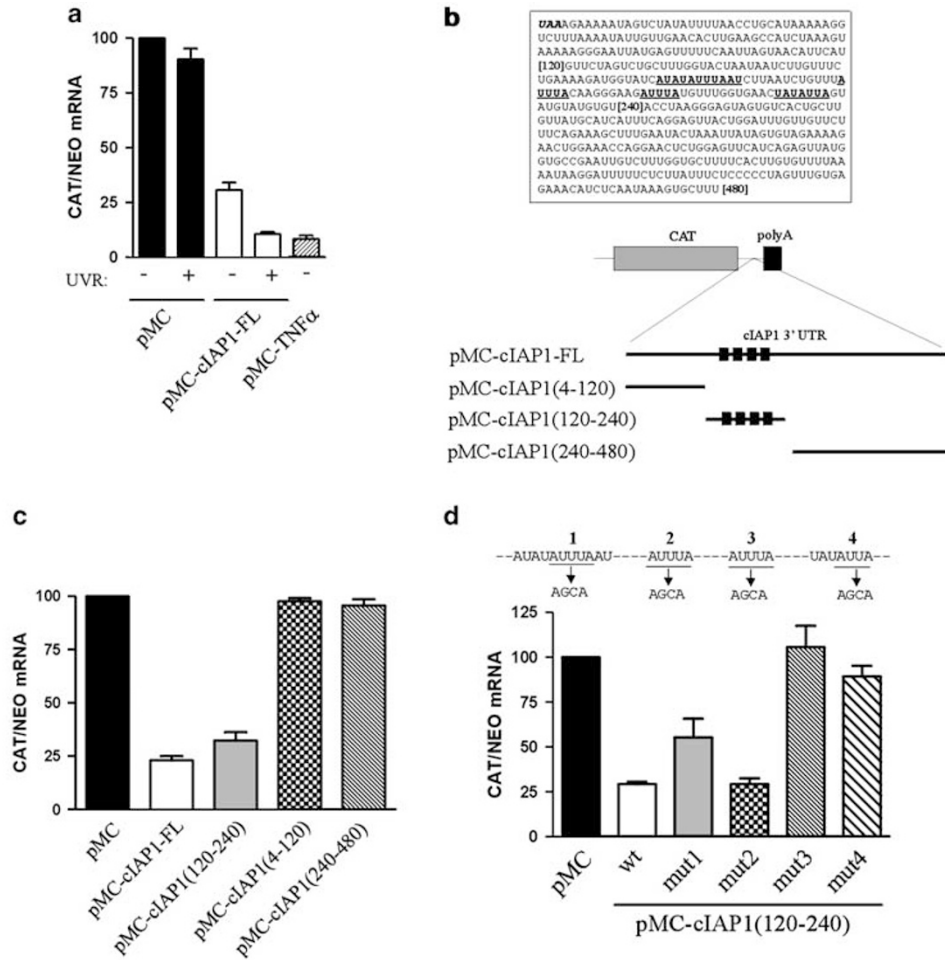 a
CAT/NEO mRNA
100
75
50
25
0
UVR: - + - + -
pMC
pMC-cIAP1-FL
pMC-TNFα
b
UAAAGAAAAAUAGUCUAUAUUUUAACCUGCAUAAAAAGG
UCUUUAAAAUAUUGUUGAACACUUGAAGCCAUCUAAAGU
AAAAAGGGAAUUAUGAGUUUUUCAAUUAGUAACAUUCAU
[120]GUUCUAGUCUGCUUUGGUACUAAUAAUCUUGUUUC
UGAAAAGAUGGUAUCAUAUAUUUAAUCUUAAUCUGUUUA
UUUACAAGGGAAGAUUUAUGUUUGGUGAACUAUAUUAGU
AUGUAUGUGU[240]ACCUAAGGGAGUAGUGUCACUGCUU
GUUAUGCAUCAUUUCAGGAGUUACUGGAUUUGUUGUUCU
UUCAGAAAGCUUUGAAUACUAAAUUAUAGUGUAGAAAAG
AACUGGAAACCAGGAACUCUGGAGUUCAUCAGAGUUAUG
GUGCCGAAUUGUCUUUGGUGCUUUUCACUUGUGUUUUAA
AAUAAGGAUUUUUCUCUUAUUUCUCCCCCUAGUUUGUGA
GAAACAUCUCAAUAAAGUGCUUU [480]
CAT
polyA
cIAP1 3' UTR
pMC-cIAP1-FL
pMC-cIAP1(4-120)
pMC-cIAP1(120-240)
pMC-cIAP1(240-480)
c
CAT/NEO mRNA
100
75
50
25
0
pMC
pMC-cIAP1-FL
pMC-cIAP1(120-240)
pMC-cIAP1(4-120)
pMC-cIAP1(240-480)
d
1 2 3 4
--AUAUAUUUAAU----AUUUA-----AUUUA-----UAUAUUA---
AGCA AGCA AGCA AGCA
CAT/NEO mRNA
125
100
75
50
25
0
pMC
wt
mut1
mut2
mut3
mut4
pMC-cIAP1(120-240)